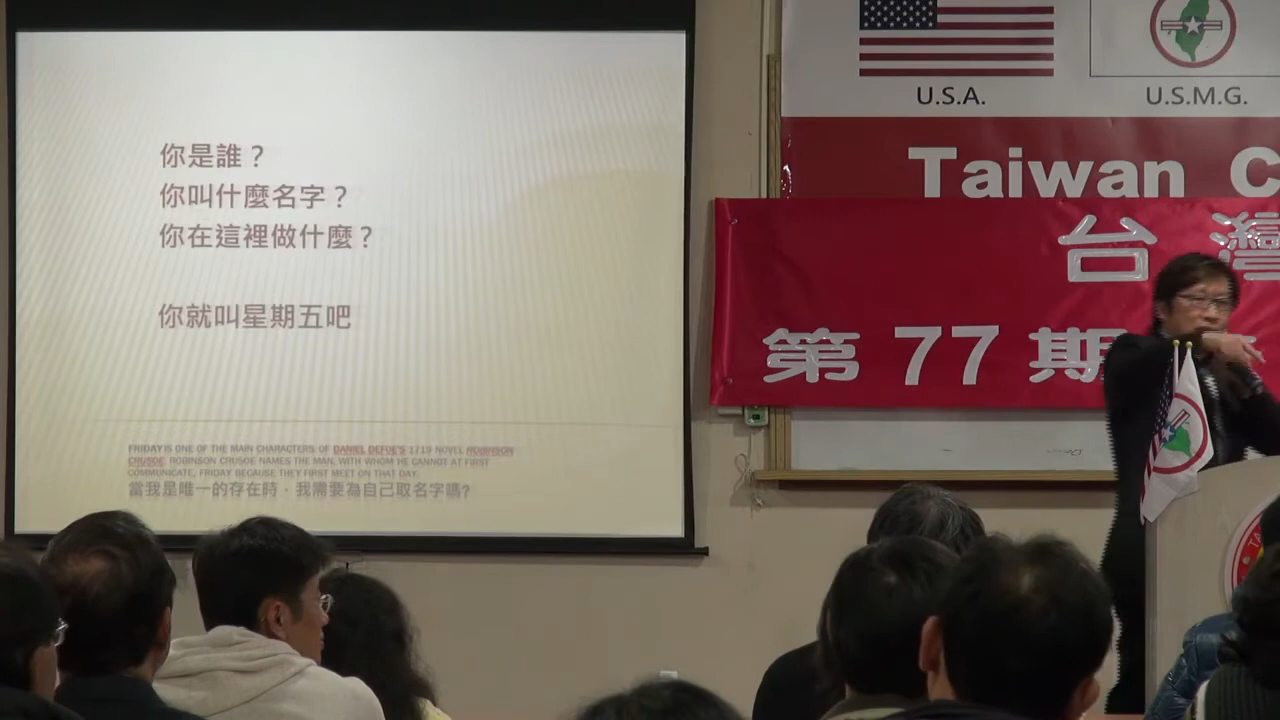 你是誰？
你叫什麼名字？
你在這裡做什麼？
你就叫星期五吧
FRIDAY IS ONE OF THE MAIN CHARACTERS OF DANIEL DEFOE'S 1719 NOVEL ROBINSON
CRUSOE. ROBINSON CRUSOE NAMES THE MAN, WITH WHOM HE CANNOT AT FIRST
COMMUNICATE, FRIDAY BECAUSE THEY FIRST MEET ON THAT DAY.
當我是唯一的存在時，我需要為自己取名字嗎?
U.S.A.
U.S.M.G.
Taiwan C
台灣
第77期